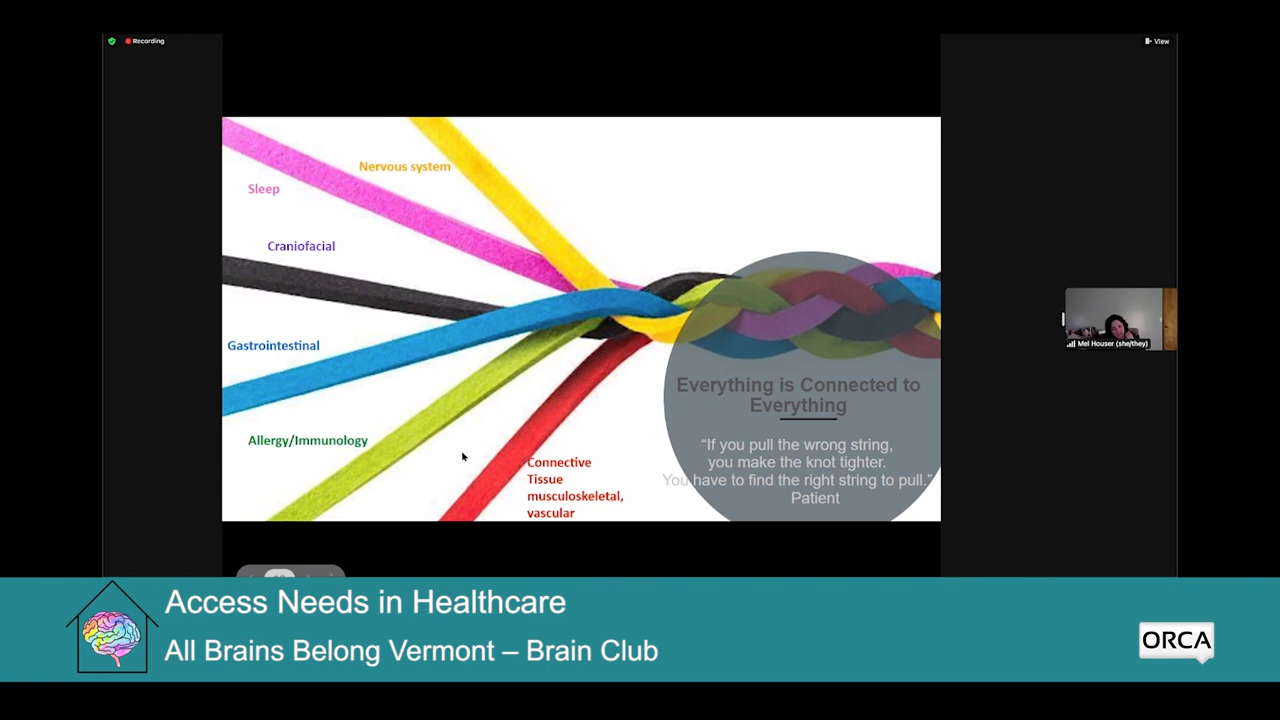 Recording
View
Nervous system
Sleep
Craniofacial
Gastrointestinal
Allergy/Immunology
Connective
Tissue
musculoskeletal,
vascular
Everything is Connected to
Everything
“If you pull the wrong string,
you make the knot tighter.
You have to find the right string to pull.”
Patient
Mel Houser (she/they)
Access Needs in Healthcare
All Brains Belong Vermont – Brain Club
ORCA